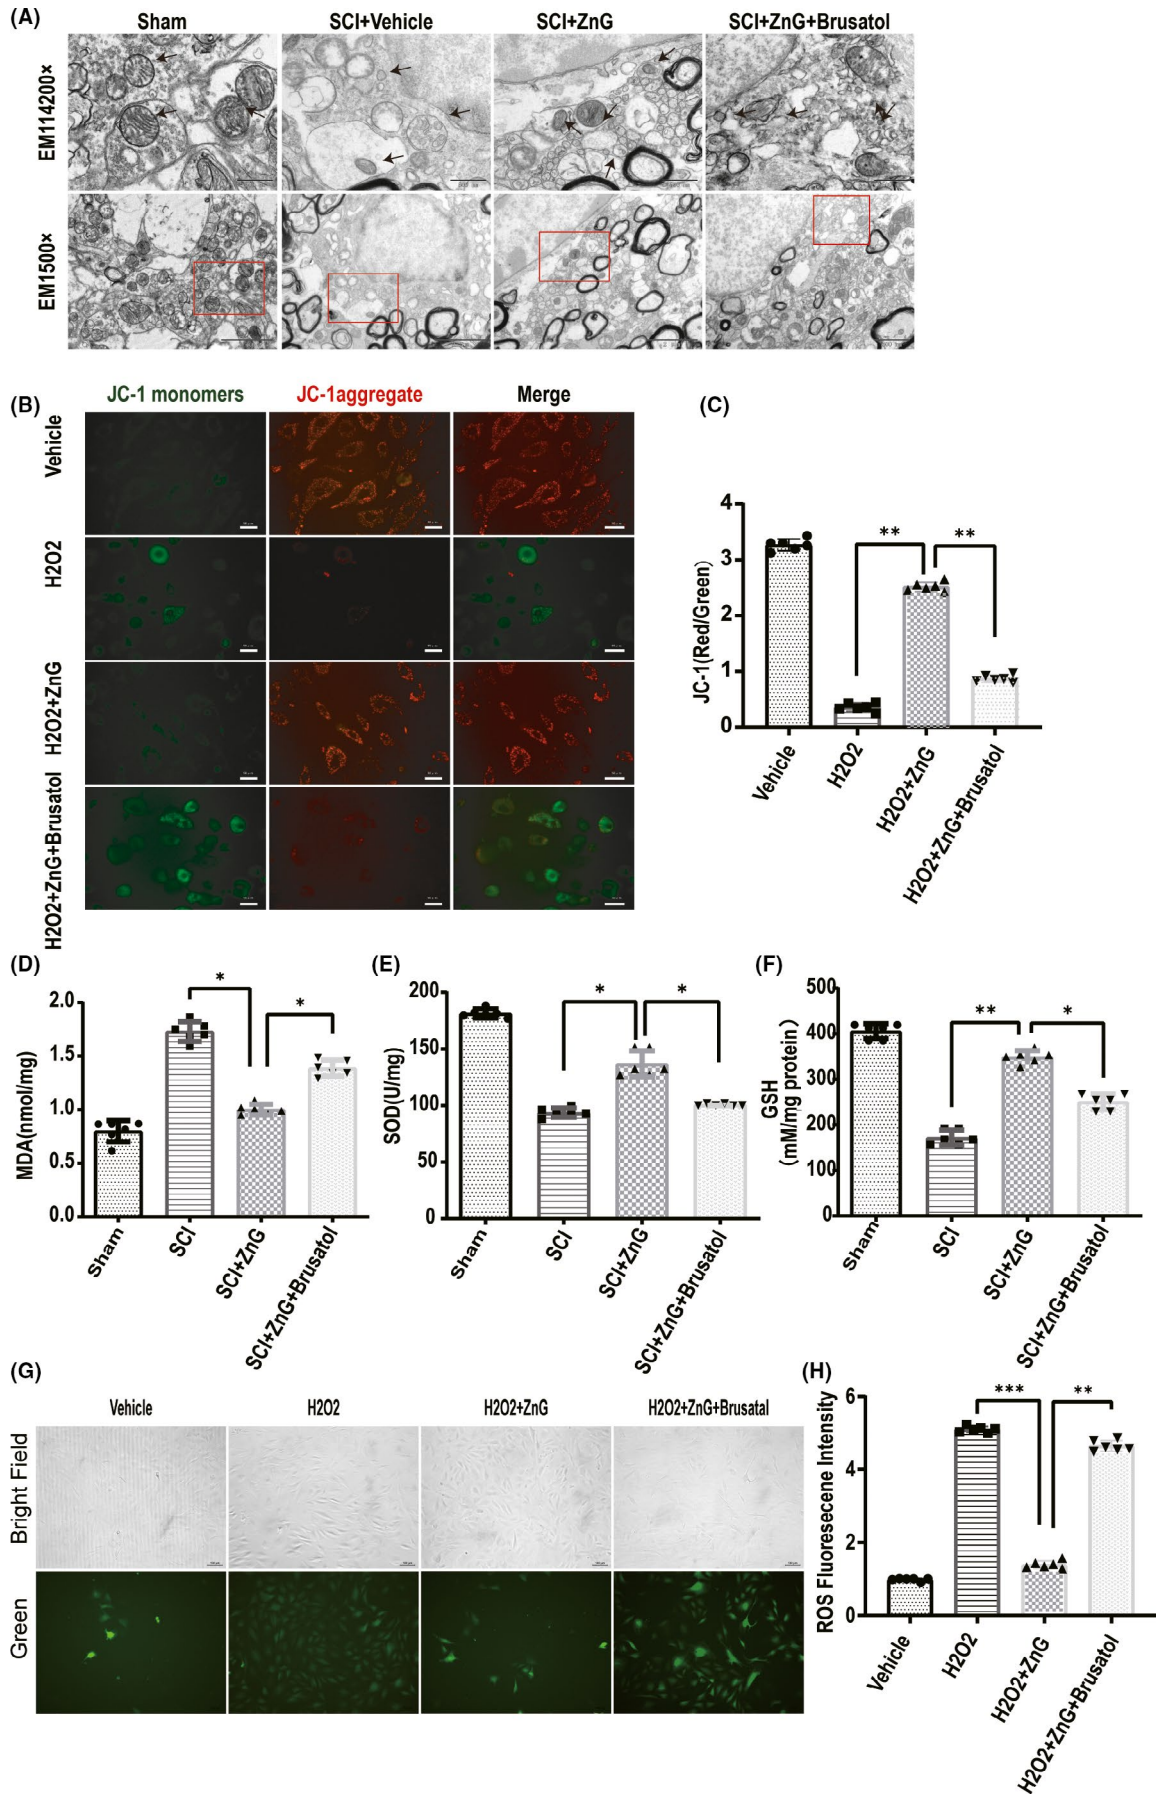 (A)
Sham
SCI+Vehicle
SCI+ZnG
SCI+ZnG+Brusatol
EM114200×
EM1500×
(B)
JC-1 monomers
JC-1aggregate
Merge
Vehicle
H2O2
H2O2+ZnG
H2O2+ZnG+Brusatol
(C)
JC-1(Red/Green)
4
3
2
1
0
**
**
Vehicle
H2O2
H2O2+ZnG
H2O2+ZnG+Brusatol
(D)
MDA(nmol/mg)
2.0
1.5
1.0
0.5
0.0
*
*
Sham
SCI
SCI+ZnG
SCI+ZnG+Brusatol
(E)
SOD(U/mg)
200
150
100
50
0
*
*
Sham
SCI
SCI+ZnG
SCI+ZnG+Brusatol
(F)
GSH
(mM/mg protein)
500
400
300
200
100
0
**
*
Sham
SCI
SCI+ZnG
SCI+ZnG+Brusatol
(G)
Vehicle
H2O2
H2O2+ZnG
H2O2+ZnG+Brusatal
Bright Field
Green
(H)
ROS Fluoresecene Intensity
6
4
2
0
***
**
Vehicle
H2O2
H2O2+ZnG
H2O2+ZnG+Brusatol